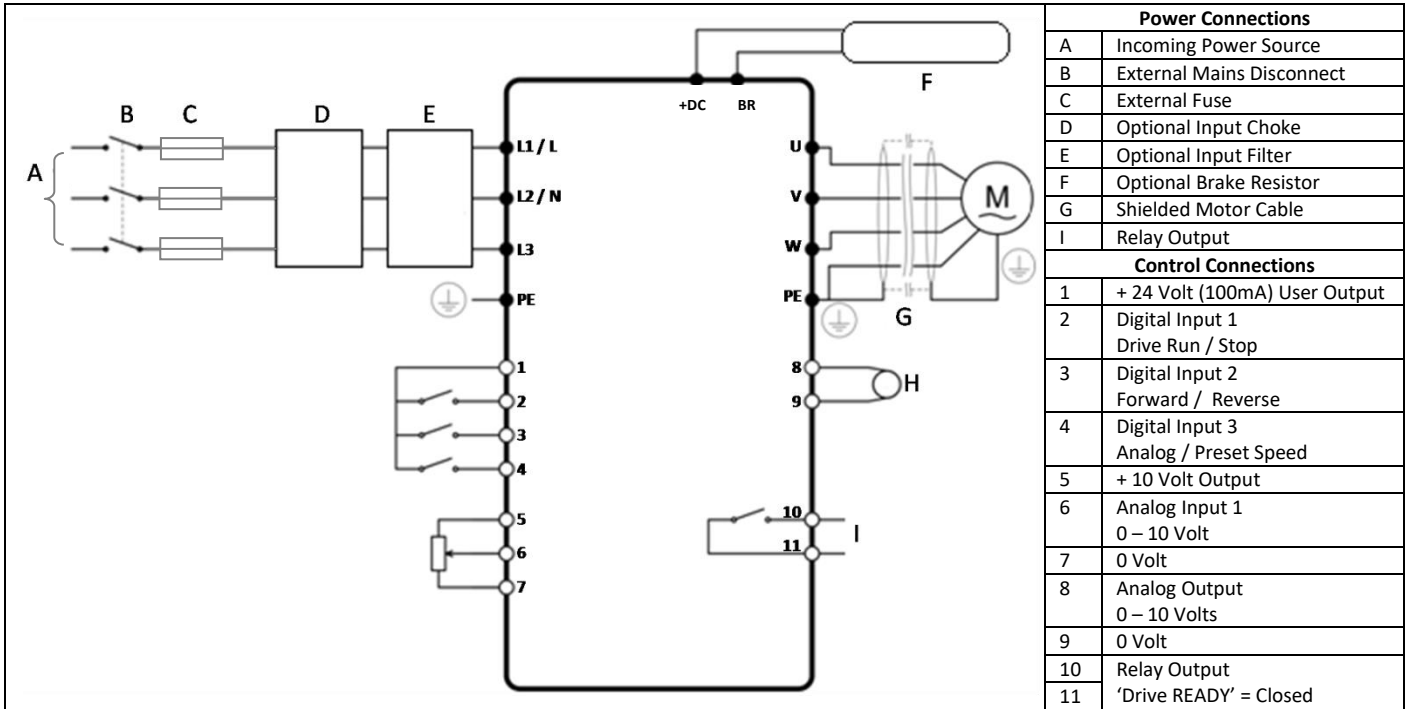 +DC BR
F
B C D E
A
L1 / L
L2 / N
L3
PE
U
V
W
PE
M
G
1
2
3
4
5
6
7
8
9
H
10
11
I
Power Connections
A Incoming Power Source
B External Mains Disconnect
C External Fuse
D Optional Input Choke
E Optional Input Filter
F Optional Brake Resistor
G Shielded Motor Cable
I Relay Output
Control Connections
1 + 24 Volt (100mA) User Output
2 Digital Input 1
Drive Run / Stop
3 Digital Input 2
Forward / Reverse
4 Digital Input 3
Analog / Preset Speed
5 + 10 Volt Output
6 Analog Input 1
0 – 10 Volt
7 0 Volt
8 Analog Output
0 – 10 Volts
9 0 Volt
10 Relay Output
11 ‘Drive READY’ = Closed